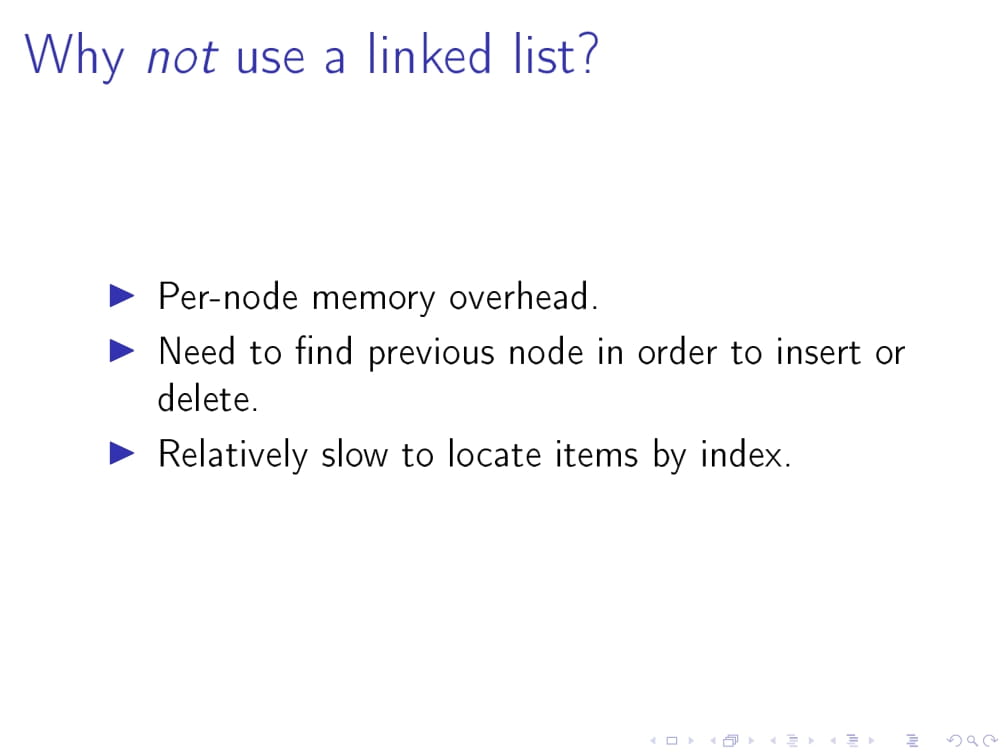 Why not use a linked list?
Per-node memory overhead.
Need to find previous node in order to insert or
delete.
Relatively slow to locate items by index.